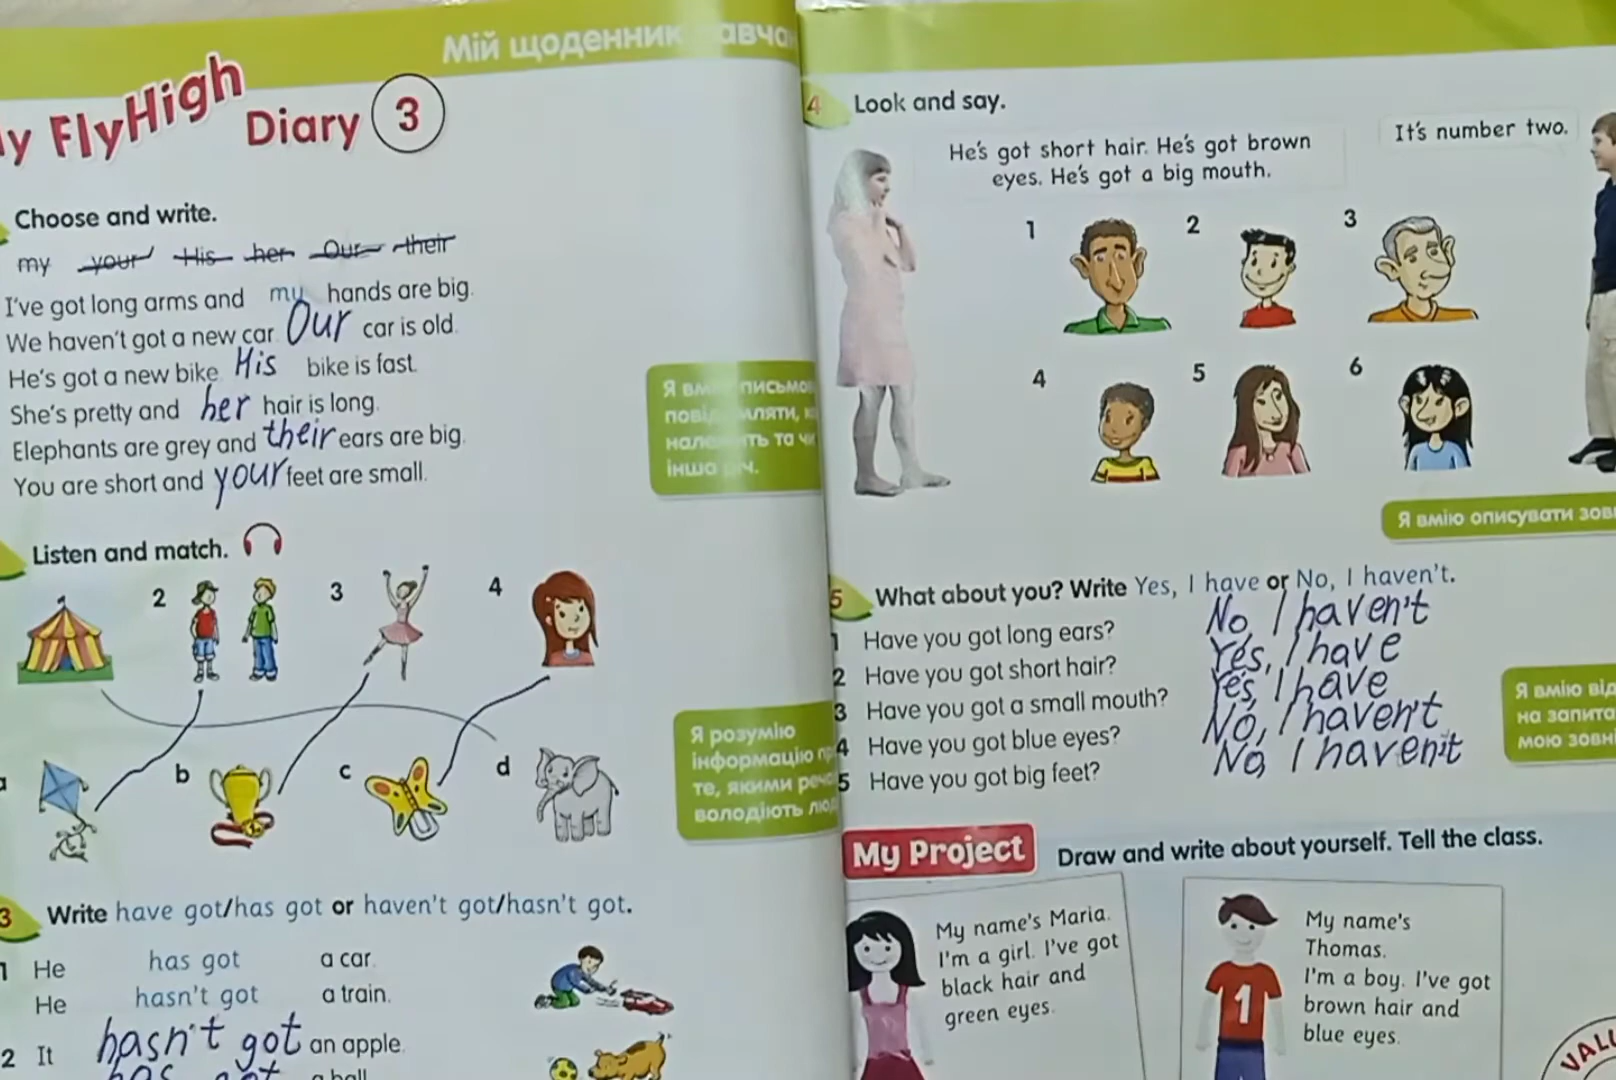 Мій щоденник
FlyHigh
Diary 3
Choose and write.
my your His her Our their
I've got long arms and my hands are big.
We haven't got a new car. Our car is old.
He's got a new bike. His bike is fast.
She's pretty and her hair is long.
Elephants are grey and their ears are big.
You are short and your feet are small.
Listen and match.
2 3 4
b c d
3 Write have got/has got or haven't got/hasn't got.
1 He has got a car.
He hasn't got a train.
2 It hasn't got an apple.
has got a ball
Я розумію
інформацію
те, якими
володіють
4 Look and say.
He's got short hair. He's got brown
eyes. He's got a big mouth.
It's number two.
1 2 3
4 5 6
Я вмію описувати
5 What about you? Write Yes, I have or No, I haven't.
1 Have you got long ears? No, I haven't
2 Have you got short hair? Yes, I have
3 Have you got a small mouth? Yes, I have
4 Have you got blue eyes? No, I haven't
5 Have you got big feet? No, I haven't
Я вмію
на
мою
My Project Draw and write about yourself. Tell the class.
My name's Maria.
I'm a girl. I've got
black hair and
green eyes.
1
My name's
Thomas.
I'm a boy. I've got
brown hair and
blue eyes.